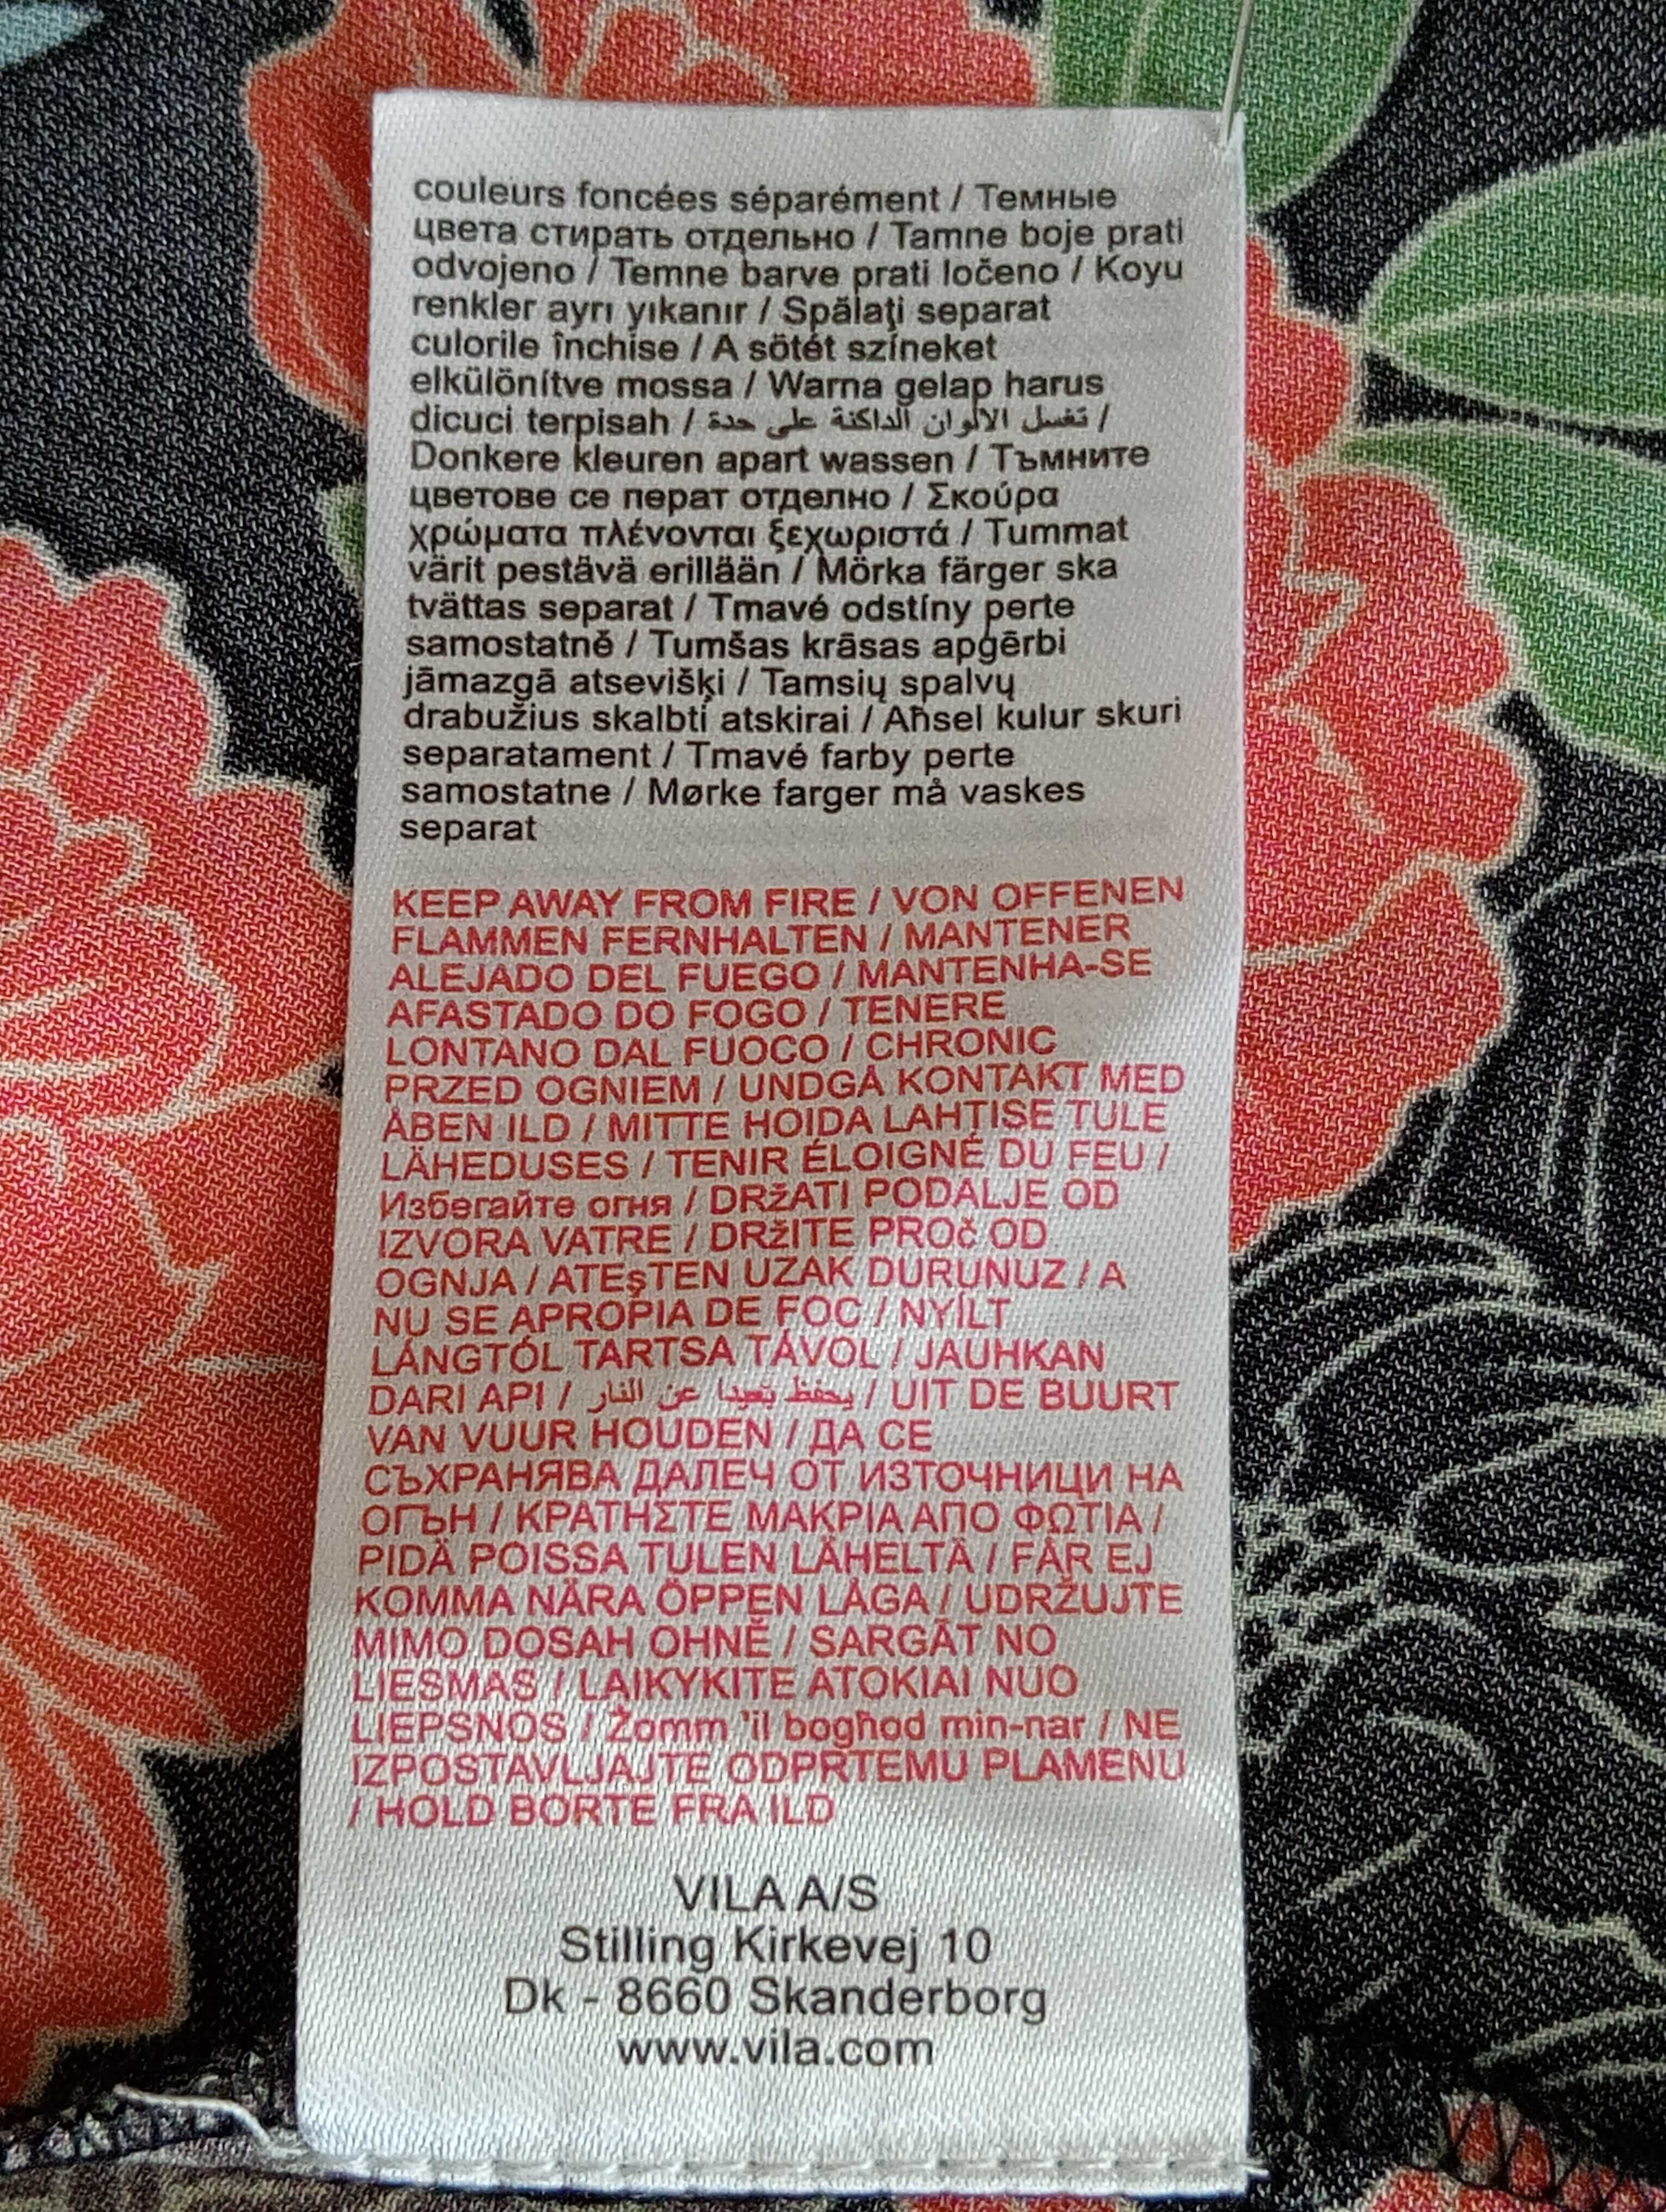 couleurs foncées séparément / Темные
цвета стирать отдельно / Tamne boje prati
odvojeno / Temne barve prati ločeno / Koyu
renkler ayrı yıkanır / Spălaţi separat
culorile închise / A sötét színeket
elkülönítve mossa / Warna gelap harus
dicuci terpisah / تغسل الألوان الداكنة على حدة /
Donkere kleuren apart wassen / Тъмните
цветове се перат отделно / Σκούρα
χρώματα πλένονται ξεχωριστά / Tummat
värit pestävä erillään / Mörka färger ska
tvättas separat / Tmavé odstíny perte
samostatně / Tumšas krāsas apģērbi
jāmazgā atsevišķi / Tamsių spalvų
drabužius skalbti atskirai / Aħsel kulur skuri
separatament / Tmavé farby perte
samostatne / Mørke farger må vaskes
separat
KEEP AWAY FROM FIRE / VON OFFENEN
FLAMMEN FERNHALTEN / MANTENER
ALEJADO DEL FUEGO / MANTENHA-SE
AFASTADO DO FOGO / TENERE
LONTANO DAL FUOCO / CHRONIC
PRZED OGNIEM / UNDGÅ KONTAKT MED
ÅBEN ILD / MITTE HOIDA LAHTISE TULE
LÄHEDUSES / TENIR ÉLOIGNÉ DU FEU /
Избегайте огня / DRžATI PODALJE OD
IZVORA VATRE / DRžITE PROč OD
OGNJA / ATEşTEN UZAK DURUNUZ / A
NU SE APROPIA DE FOC / NYÍLT
LÁNGTÓL TARTSA TÁVOL / JAUHKAN
DARI API / يحفظ بعيدا عن النار / UIT DE BUURT
VAN VUUR HOUDEN / ДА СЕ
СЪХРАНЯВА ДАЛЕЧ ОТ ИЗТОЧНИЦИ НА
ОГЪН / ΚΡΑΤΗΣΤΕ ΜΑΚΡΙΑ ΑΠΟ ΦΩΤΙΑ /
PIDÄ POISSA TULEN LÄHELTÄ / FÅR EJ
KOMMA NÄRA ÖPPEN LÅGA / UDRŽUJTE
MIMO DOSAH OHNĚ / SARGĀT NO
LIESMAS / LAIKYKITE ATOKIAI NUO
LIEPSNOS / Żomm 'il bogħod min-nar / NE
IZPOSTAVLJAJTE ODPRTEMU PLAMENU
/ HOLD BORTE FRA ILD
VILA A/S
Stilling Kirkevej 10
Dk - 8660 Skanderborg
www.vila.com